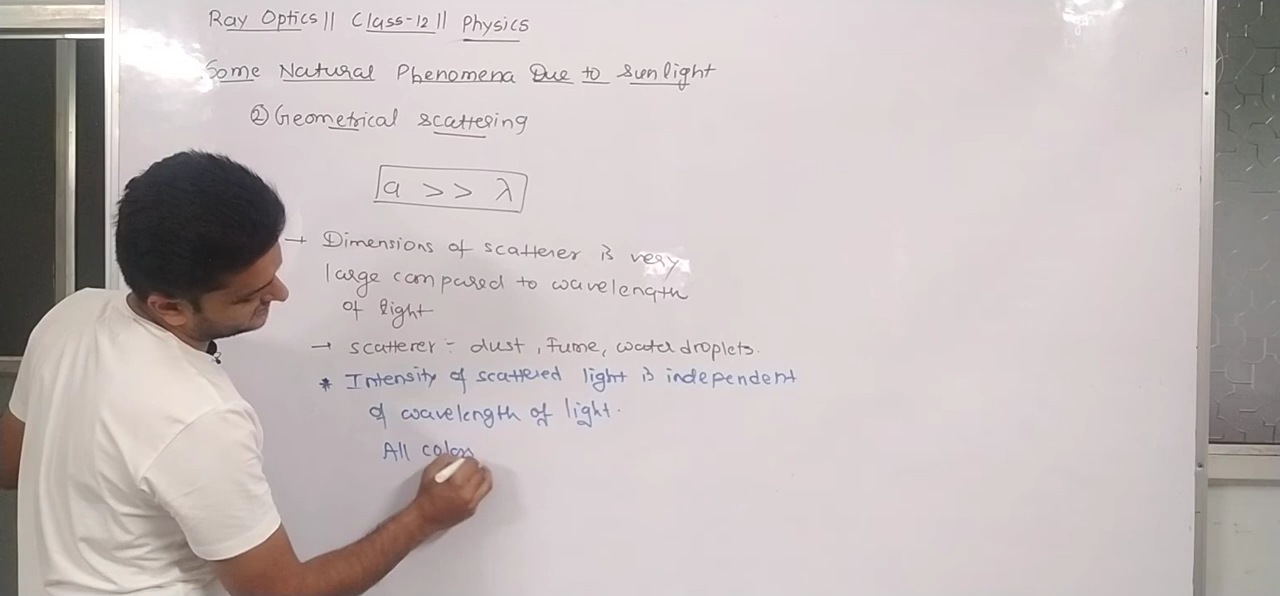 Ray Optics || Class-12 || Physics
Some Natural Phenomena Due to Sunlight
② Geometrical scattering
a >> λ
→ Dimensions of scatterer is very
large compared to wavelength
of light
→ scatterer - dust, Fume, water droplets.
* Intensity of scattered light is independent
of wavelength of light.
All colors